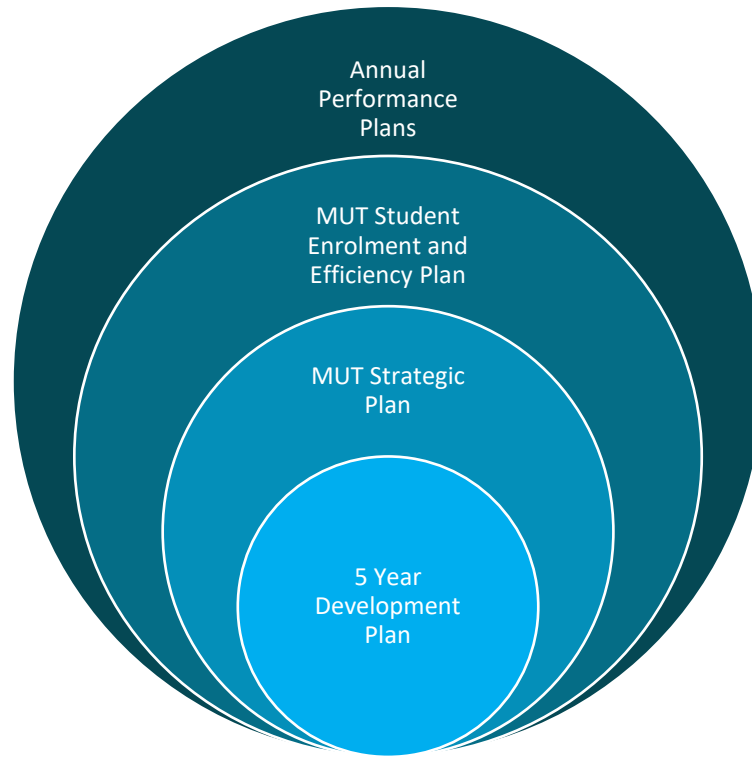 Annual
Performance
Plans
MUT Student
Enrolment and
Efficiency Plan
MUT Strategic
Plan
5 Year
Development
Plan